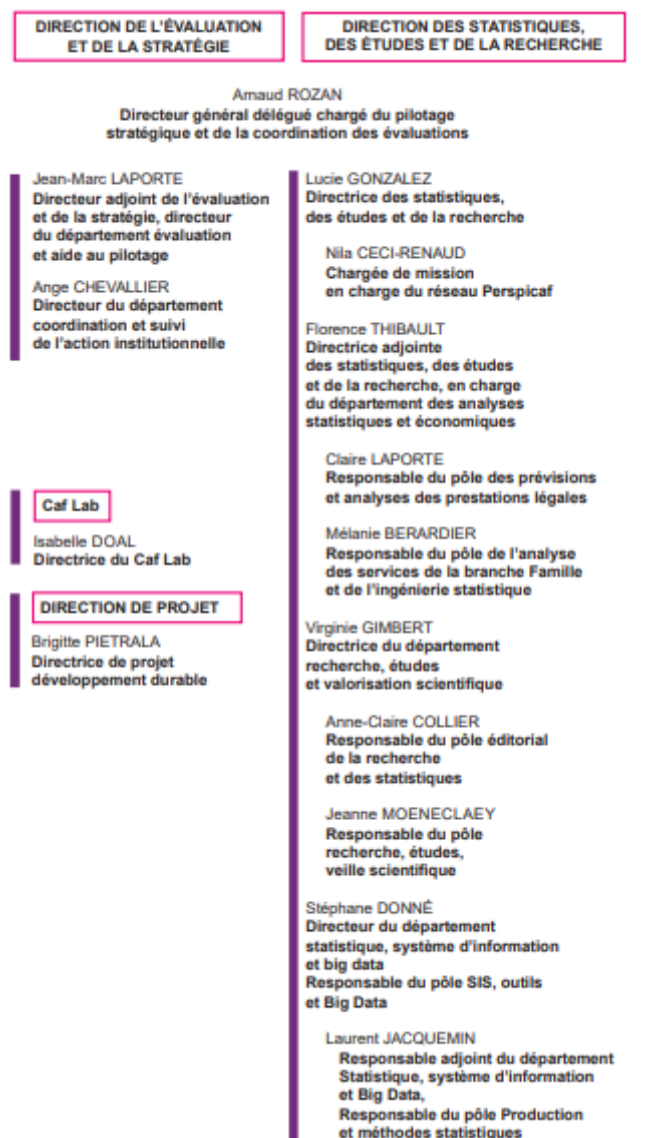 DIRECTION DE L'ÉVALUATION
ET DE LA STRATÉGIE
DIRECTION DES STATISTIQUES,
DES ÉTUDES ET DE LA RECHERCHE
Arnaud ROZAN
Directeur général délégué chargé du pilotage
stratégique et de la coordination des évaluations
Jean-Marc LAPORTE
Directeur adjoint de l'évaluation
et de la stratégie, directeur
du département évaluation
et aide au pilotage
Ange CHEVALLIER
Directeur du département
coordination et suivi
de l'action institutionnelle
Caf Lab
Isabelle DOAL
Directrice du Caf Lab
DIRECTION DE PROJET
Brigitte PIETRALA
Directrice de projet
développement durable
Lucie GONZALEZ
Directrice des statistiques,
des études et de la recherche
Nila CECI-RENAUD
Chargée de mission
en charge du réseau Perspicaf
Florence THIBAULT
Directrice adjointe
des statistiques, des études
et de la recherche, en charge
du département des analyses
statistiques et économiques
Claire LAPORTE
Responsable du pôle des prévisions
et analyses des prestations légales
Mélanie BERARDIER
Responsable du pôle de l'analyse
des services de la branche Famille
et de l'ingénierie statistique
Virginie GIMBERT
Directrice du département
recherche, études
et valorisation scientifique
Anne-Claire COLLIER
Responsable du pôle éditorial
de la recherche
et des statistiques
Jeanne MOENECLAEY
Responsable du pôle
recherche, études,
veille scientifique
Stéphane DONNÉ
Directeur du département
statistique, système d'information
et big data
Responsable du pôle SIS, outils
et Big Data
Laurent JACQUEMIN
Responsable adjoint du département
Statistique, système d'information
et Big Data,
Responsable du pôle Production
et méthodes statistiques